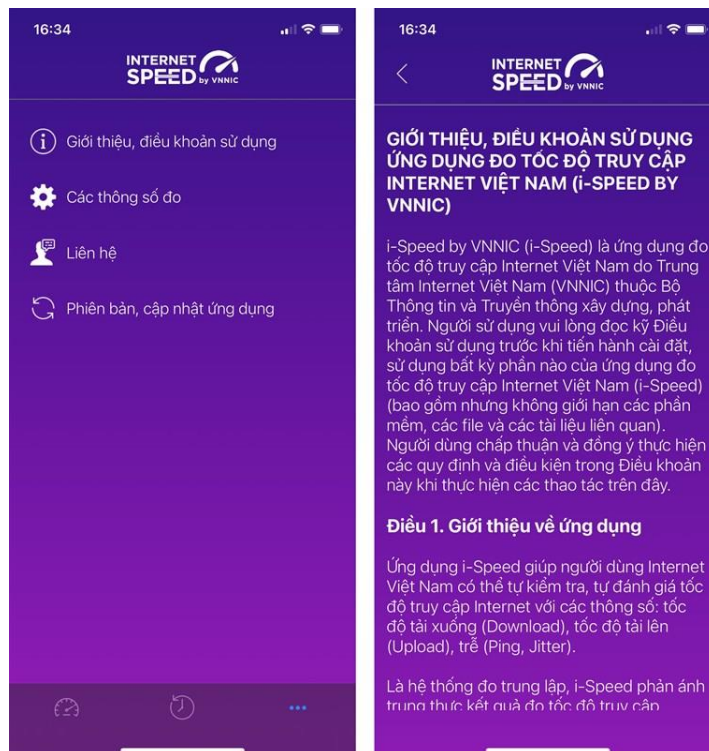 16:34
INTERNET
SPEED by VNNIC
Giới thiệu, điều khoản sử dụng
Các thông số đo
Liên hệ
Phiên bản, cập nhật ứng dụng
16:34
INTERNET
SPEED by VNNIC
GIỚI THIỆU, ĐIỀU KHOẢN SỬ DỤNG
ỨNG DỤNG ĐO TỐC ĐỘ TRUY CẬP
INTERNET VIỆT NAM (i-SPEED BY
VNNIC)
i-Speed by VNNIC (i-Speed) là ứng dụng đo
tốc độ truy cập Internet Việt Nam do Trung
tâm Internet Việt Nam (VNNIC) thuộc Bộ
Thông tin và Truyền thông xây dựng, phát
triển. Người sử dụng vui lòng đọc kỹ Điều
khoản sử dụng trước khi tiến hành cài đặt,
sử dụng bất kỳ phần nào của ứng dụng đo
tốc độ truy cập Internet Việt Nam (i-Speed)
(bao gồm nhưng không giới hạn các phần
mềm, các file và các tài liệu liên quan).
Người dùng chấp thuận và đồng ý thực hiện
các quy định và điều kiện trong Điều khoản
này khi thực hiện các thao tác trên đây.
Điều 1. Giới thiệu về ứng dụng
Ứng dụng i-Speed giúp người dùng Internet
Việt Nam có thể tự kiểm tra, tự đánh giá tốc
độ truy cập Internet với các thông số: tốc
độ tải xuống (Download), tốc độ tải lên
(Upload), trễ (Ping, Jitter).
Là hệ thống đo trung lập, i-Speed phản ánh
trung thực kết quả đo tốc độ truy cập